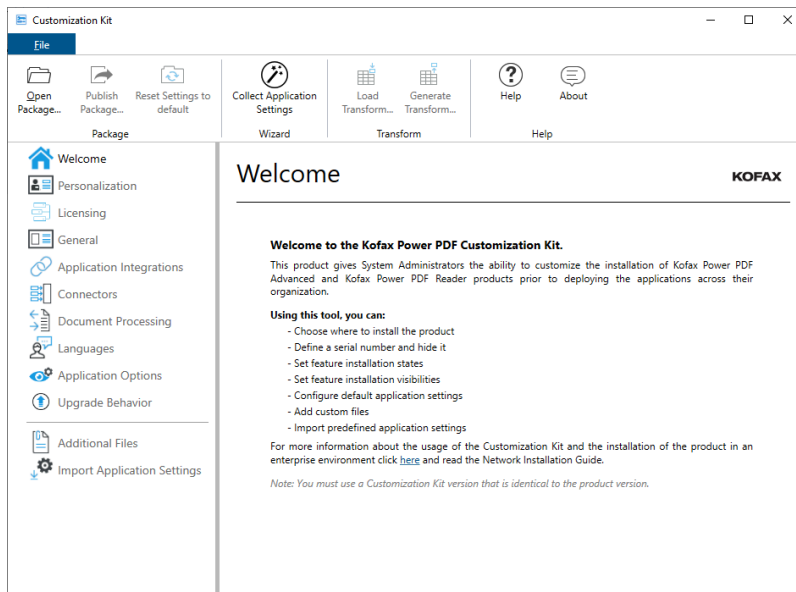 Customization Kit
File
Open Package...
Publish Package...
Reset Settings to default
Collect Application Settings
Load Transform...
Generate Transform...
Help
About
Package
Wizard
Transform
Help
Welcome
Personalization
Licensing
General
Application Integrations
Connectors
Document Processing
Languages
Application Options
Upgrade Behavior
Additional Files
Import Application Settings
Welcome
KOFAX
Welcome to the Kofax Power PDF Customization Kit.
This product gives System Administrators the ability to customize the installation of Kofax Power PDF
Advanced and Kofax Power PDF Reader products prior to deploying the applications across their
organization.
Using this tool, you can:
- Choose where to install the product
- Define a serial number and hide it
- Set feature installation states
- Set feature installation visibilities
- Configure default application settings
- Add custom files
- Import predefined application settings
For more information about the usage of the Customization Kit and the installation of the product in an
enterprise environment click here and read the Network Installation Guide.
Note: You must use a Customization Kit version that is identical to the product version.